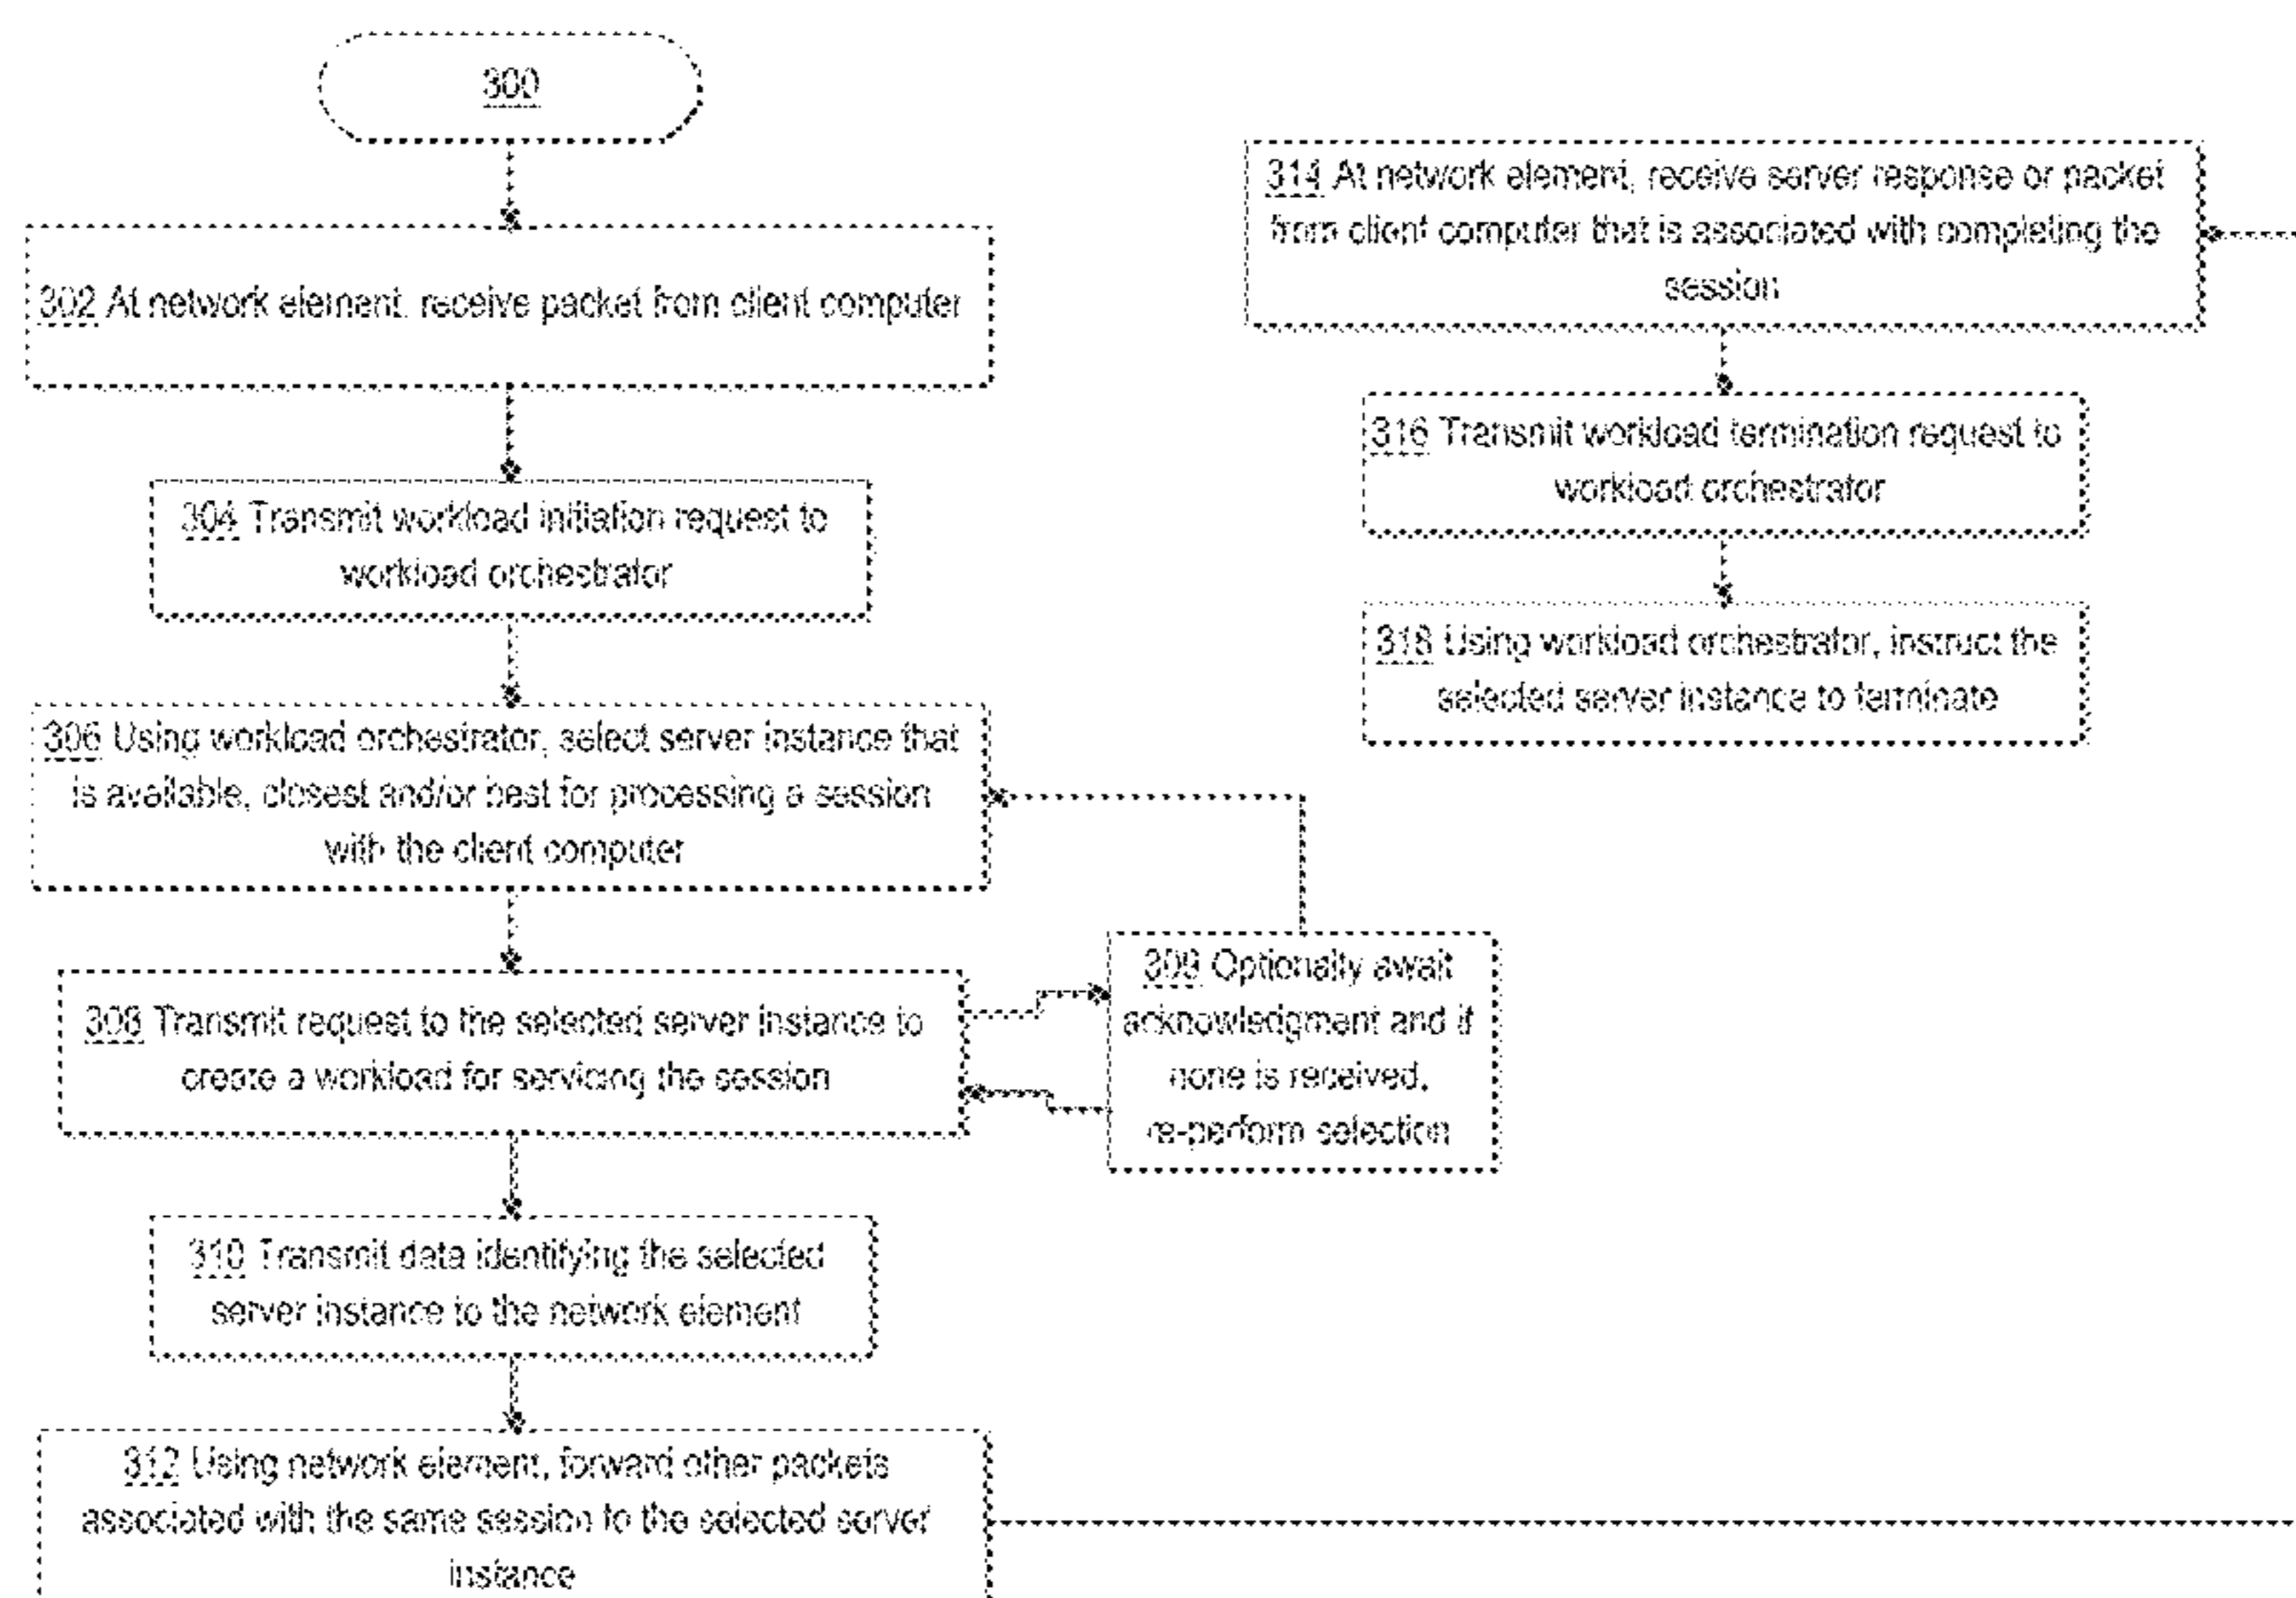 300
302 At network element, receive packet from client computer
304 Transmit workload initiation request to
workload orchestrator
306 Using workload orchestrator, select server instance that
is available, closest and/or best for processing a session
with the client computer
308 Transmit request to the selected server instance to
create a workload for servicing the session
309 Optionally await
acknowledgment and if
none is received,
re-perform selection
310 Transmit data identifying the selected
server instance to the network element
312 Using network element, forward other packets
associated with the same session to the selected server
instance
314 At network element, receive server response or packet
from client computer that is associated with completing the
session
316 Transmit workload termination request to
workload orchestrator
318 Using workload orchestrator, instruct the
selected server instance to terminate